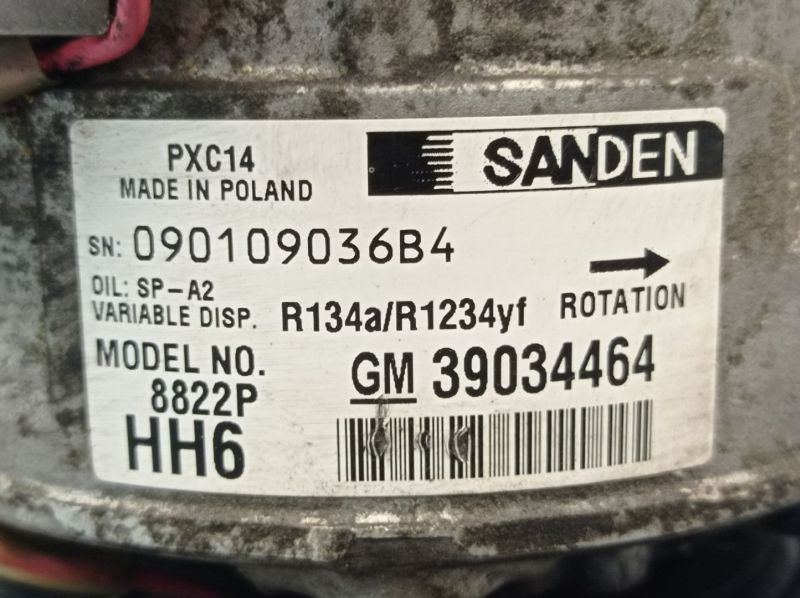 PXC14
SANDEN
MADE IN POLAND
SN: 090109036B4
OIL: SP-A2
VARIABLE DISP. R134a/R1234yf
ROTATION
MODEL NO.
8822P
GM 39034464
HH6